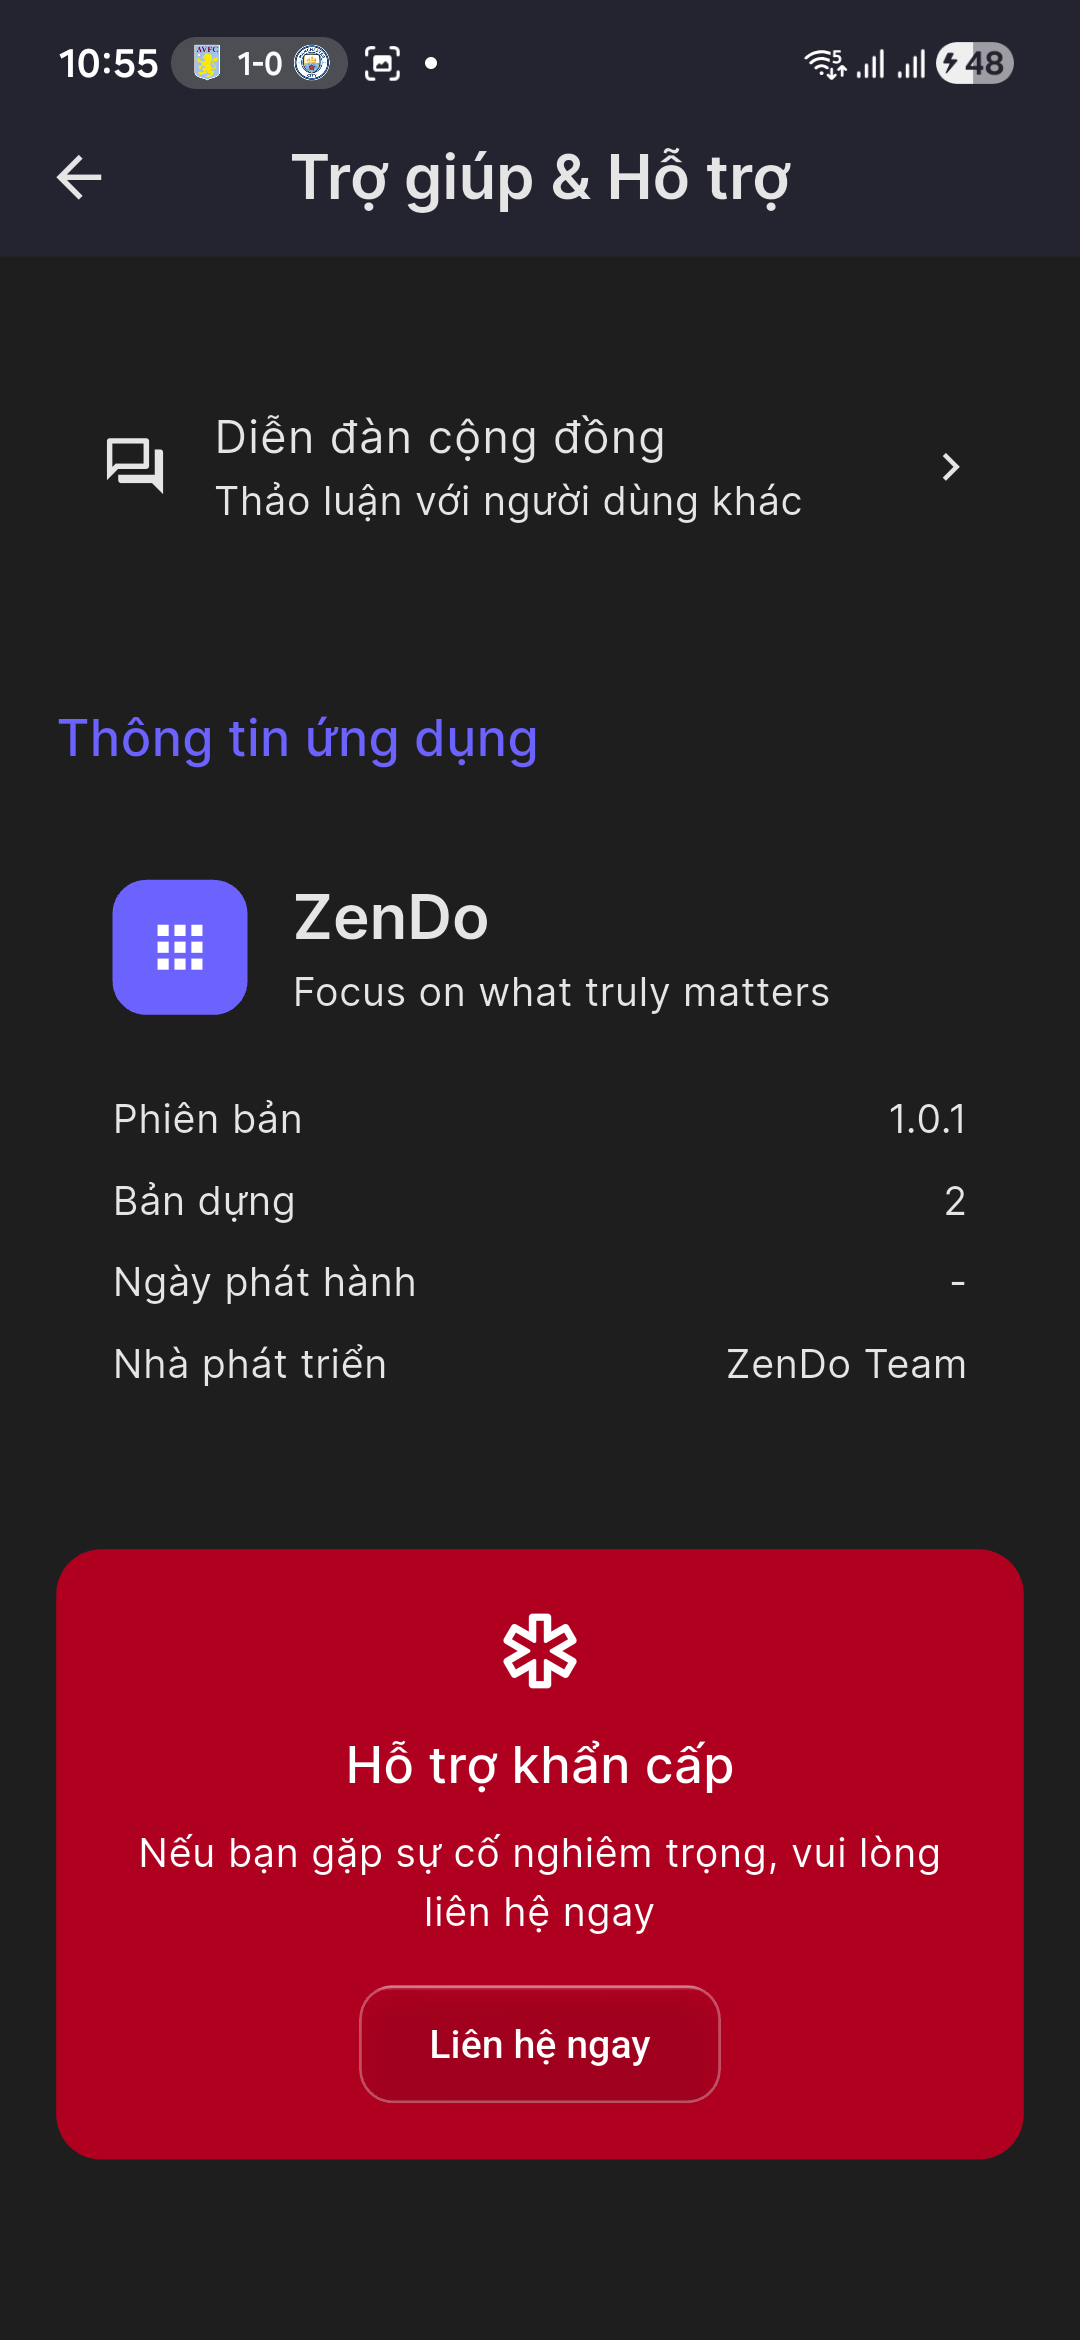 10:55 AVFC 1-0 5 48
Trợ giúp & Hỗ trợ
Diễn đàn cộng đồng
Thảo luận với người dùng khác
Thông tin ứng dụng
ZenDo
Focus on what truly matters
Phiên bản 1.0.1
Bản dựng 2
Ngày phát hành -
Nhà phát triển ZenDo Team
Hỗ trợ khẩn cấp
Nếu bạn gặp sự cố nghiêm trọng, vui lòng
liên hệ ngay
Liên hệ ngay